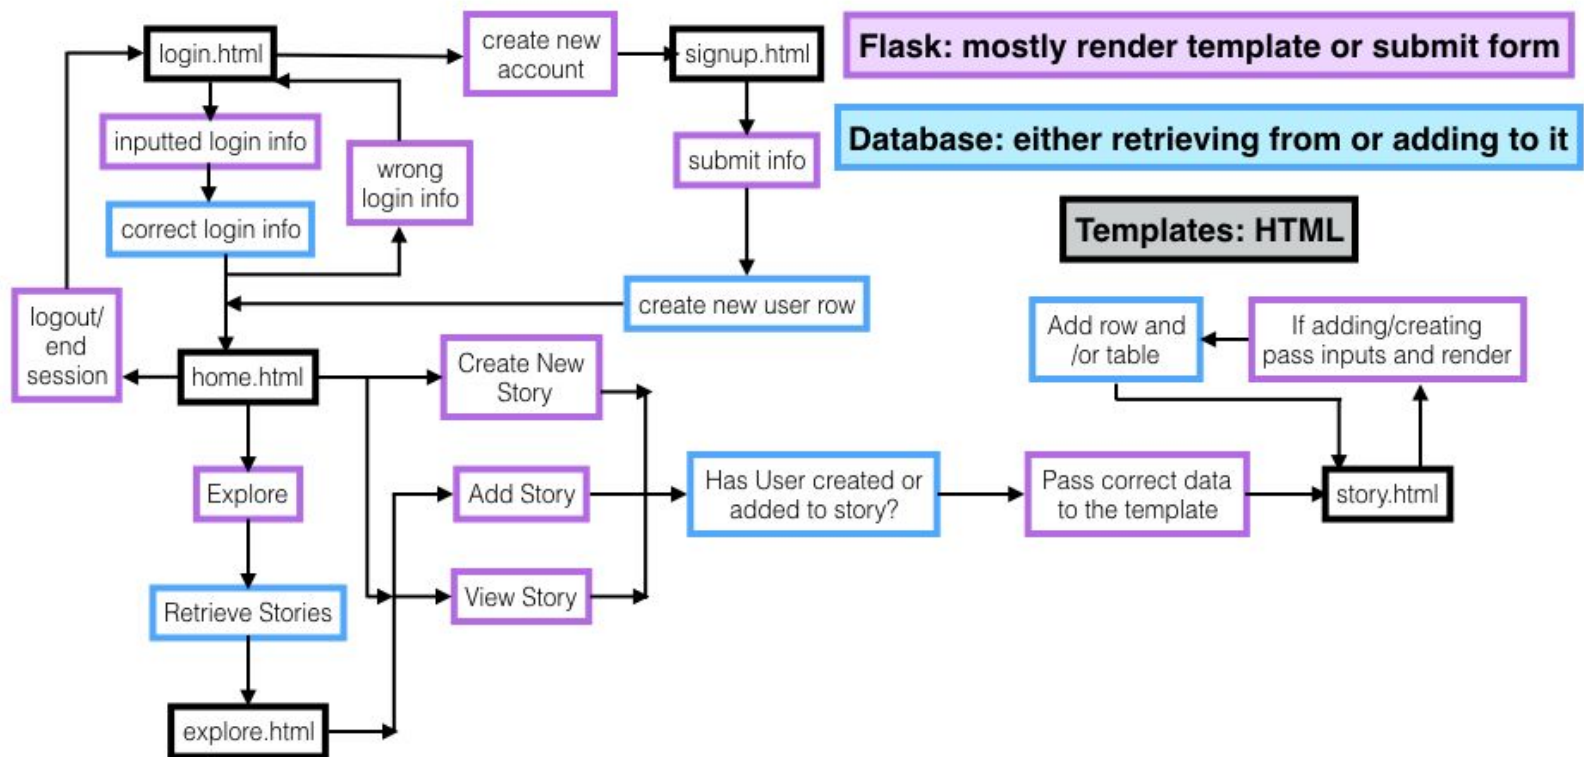 login.html
create new
account
signup.html
Flask: mostly render template or submit form
inputted login info
wrong
login info
submit info
Database: either retrieving from or adding to it
correct login info
Templates: HTML
logout/
end
session
create new user row
Add row and
/or table
If adding/creating
pass inputs and render
home.html
Create New
Story
Explore
Add Story
Has User created or
added to story?
Pass correct data
to the template
story.html
Retrieve Stories
View Story
explore.html